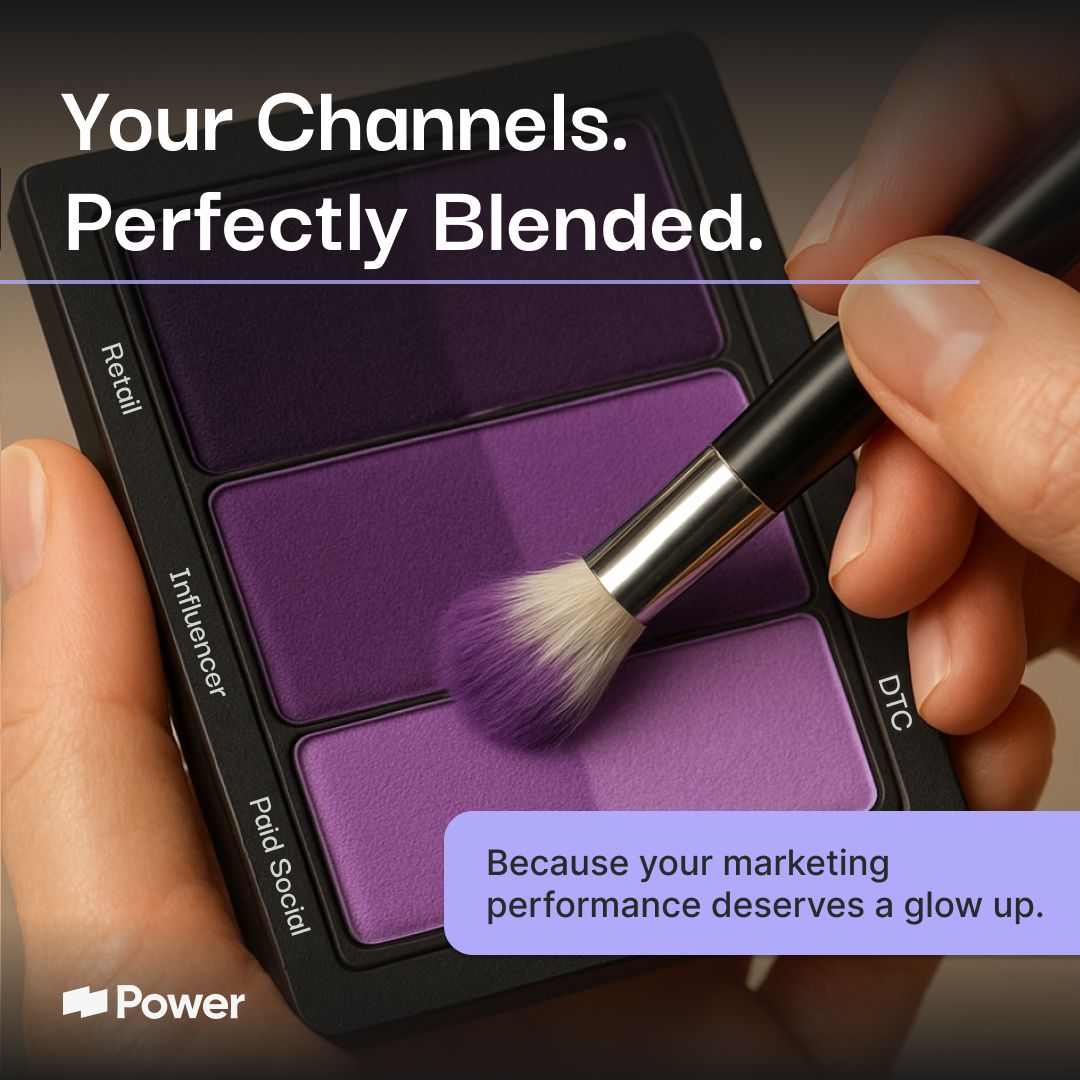 Your Channels.
Perfectly Blended.
Retail
Influencer
DTC
Paid Social
Because your marketing
performance deserves a glow up.
Power